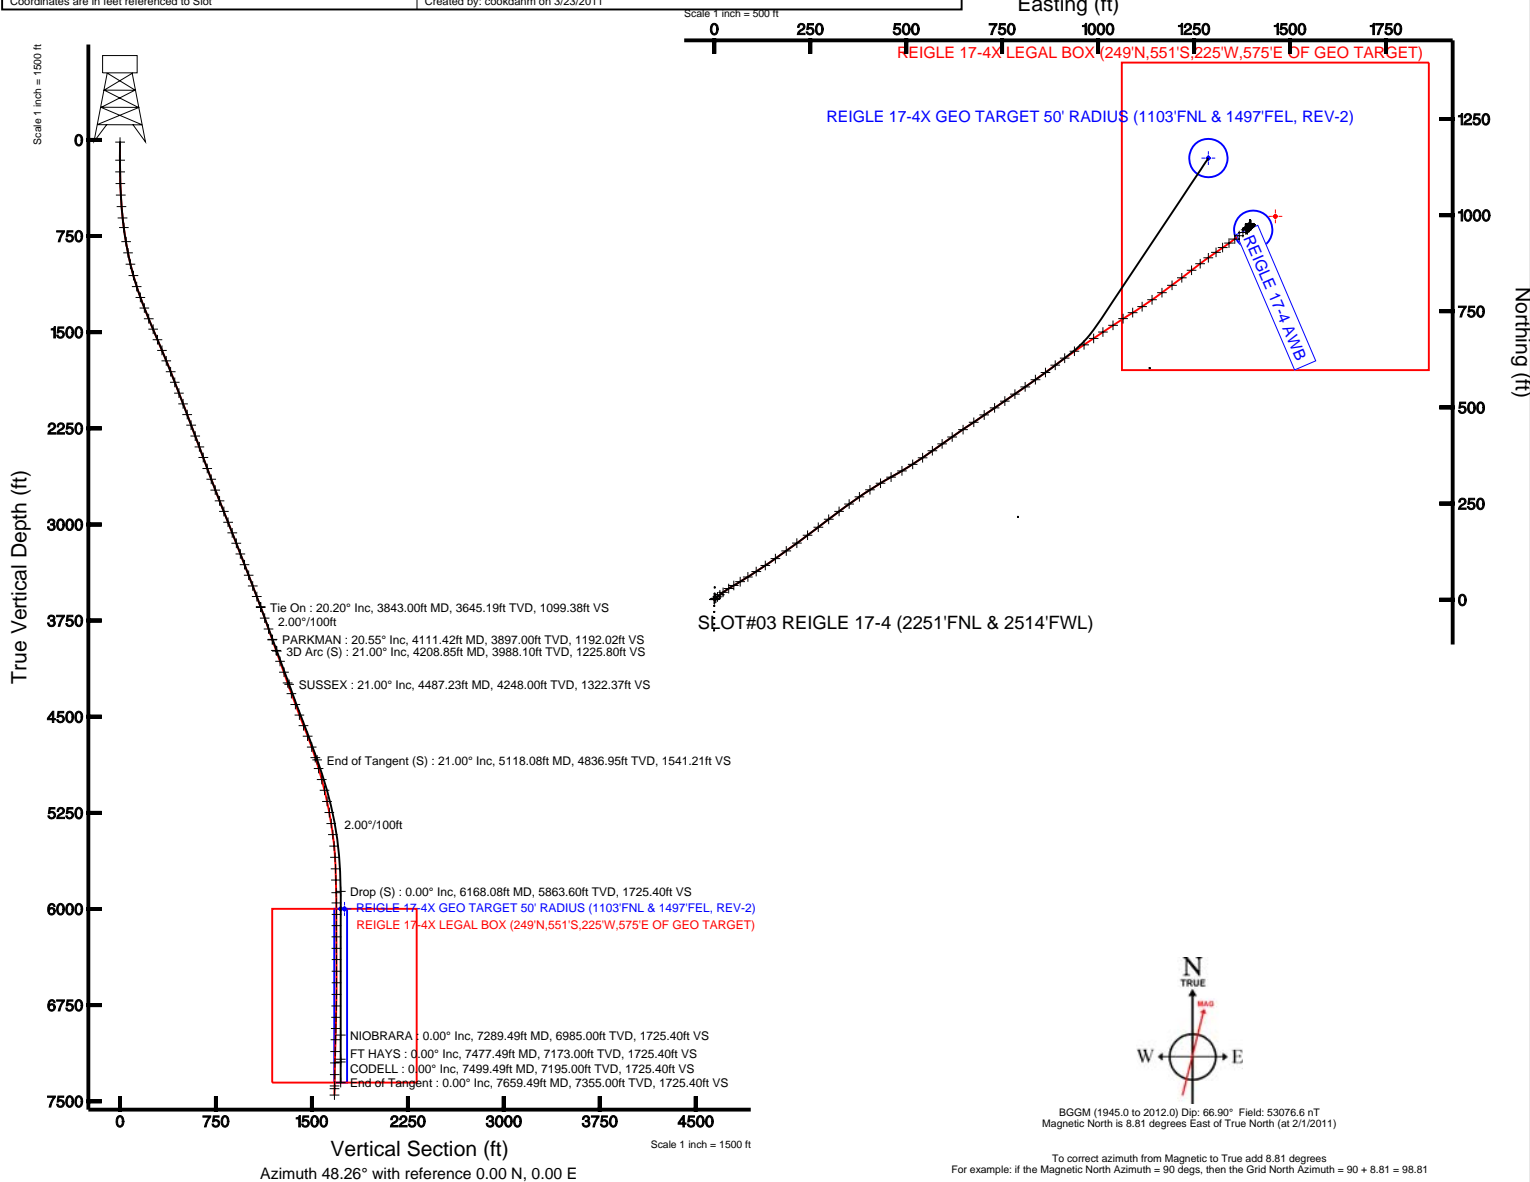 Coordinates are in feet referenced to Slot
Created by: cookdanm on 3/23/2011
Scale 1 inch = 500 ft
Easting (ft)
0 250 500 750 1000 1250 1500 1750
REIGLE 17-4X LEGAL BOX (249'N,551'S,225'W,575'E OF GEO TARGET)
REIGLE 17-4X GEO TARGET 50' RADIUS (1103'FNL & 1497'FEL, REV-2)
1250
1000
750
500
250
0
Northing (ft)
REIGLE 17-4 AWB
SLOT#03 REIGLE 17-4 (2251'FNL & 2514'FWL)
Scale 1 inch = 1500 ft
True Vertical Depth (ft)
0
750
1500
2250
3000
3750
4500
5250
6000
6750
7500
Tie On : 20.20° Inc, 3843.00ft MD, 3645.19ft TVD, 1099.38ft VS
2.00°/100ft
PARKMAN : 20.55° Inc, 4111.42ft MD, 3897.00ft TVD, 1192.02ft VS
3D Arc (S) : 21.00° Inc, 4208.85ft MD, 3988.10ft TVD, 1225.80ft VS
SUSSEX : 21.00° Inc, 4487.23ft MD, 4248.00ft TVD, 1322.37ft VS
End of Tangent (S) : 21.00° Inc, 5118.08ft MD, 4836.95ft TVD, 1541.21ft VS
2.00°/100ft
Drop (S) : 0.00° Inc, 6168.08ft MD, 5863.60ft TVD, 1725.40ft VS
REIGLE 17-4X GEO TARGET 50' RADIUS (1103'FNL & 1497'FEL, REV-2)
REIGLE 17-4X LEGAL BOX (249'N,551'S,225'W,575'E OF GEO TARGET)
NIOBRARA : 0.00° Inc, 7289.49ft MD, 6985.00ft TVD, 1725.40ft VS
FT HAYS : 0.00° Inc, 7477.49ft MD, 7173.00ft TVD, 1725.40ft VS
CODELL : 0.00° Inc, 7499.49ft MD, 7195.00ft TVD, 1725.40ft VS
End of Tangent : 0.00° Inc, 7659.49ft MD, 7355.00ft TVD, 1725.40ft VS
0 750 1500 2250 3000 3750 4500
Vertical Section (ft)
Scale 1 inch = 1500 ft
Azimuth 48.26° with reference 0.00 N, 0.00 E
N
TRUE
MAG
W E
BGGM (1945.0 to 2012.0) Dip: 66.90° Field: 53076.6 nT
Magnetic North is 8.81 degrees East of True North (at 2/1/2011)
To correct azimuth from Magnetic to True add 8.81 degrees
For example: if the Magnetic North Azimuth = 90 degs, then the Grid North Azimuth = 90 + 8.81 = 98.81